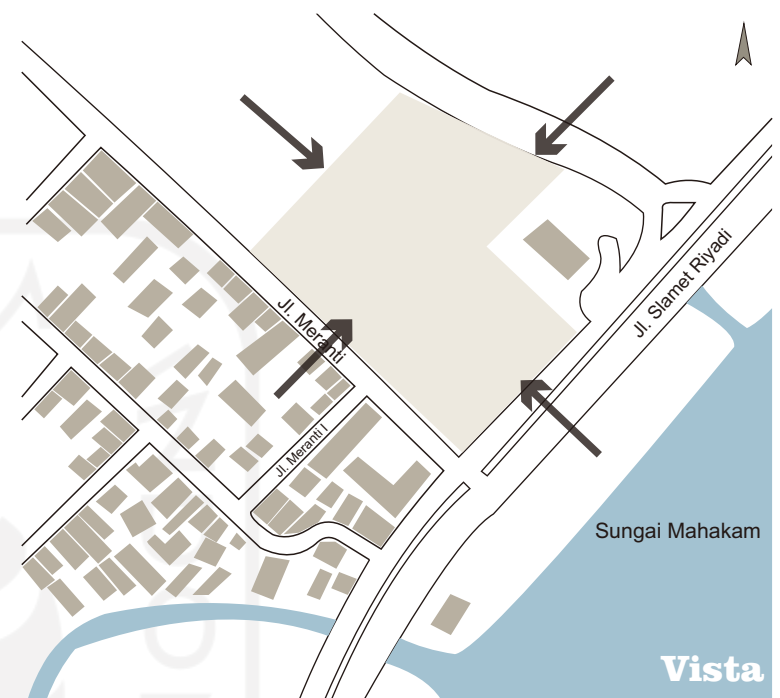 Jl. Meranti
Jl. Slamet Riyadi
Jl. Meranti I
Sungai Mahakam
Vista